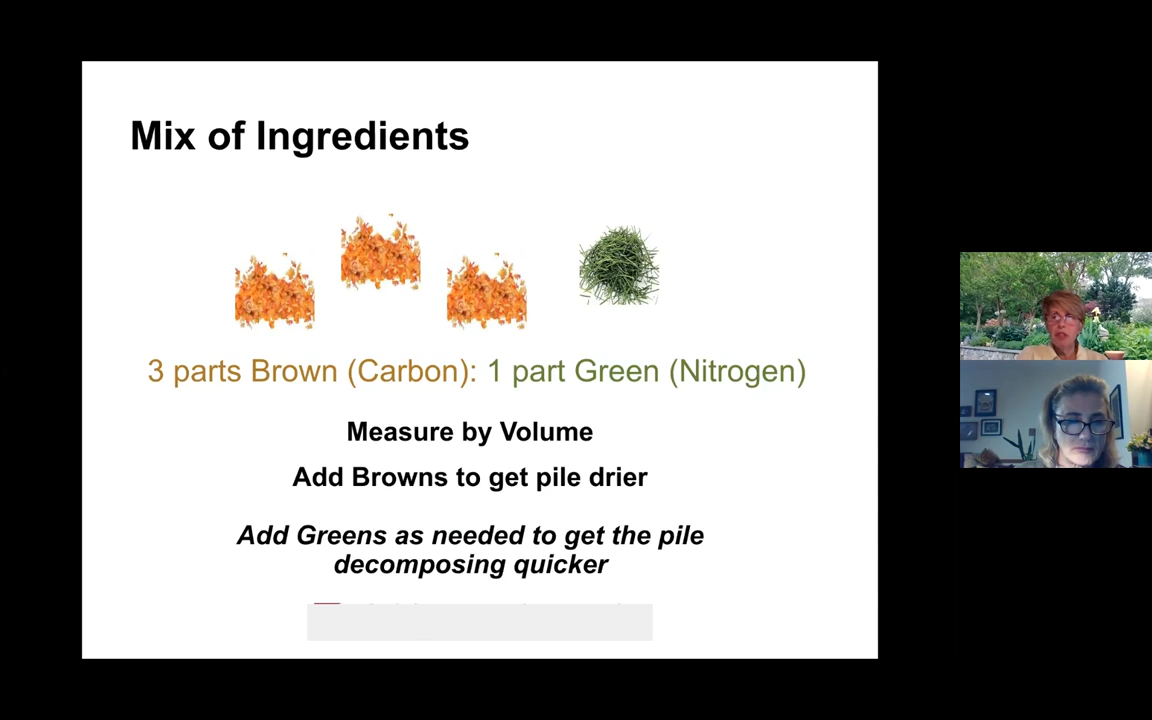 Mix of Ingredients
3 parts Brown (Carbon): 1 part Green (Nitrogen)
Measure by Volume
Add Browns to get pile drier
Add Greens as needed to get the pile
decomposing quicker